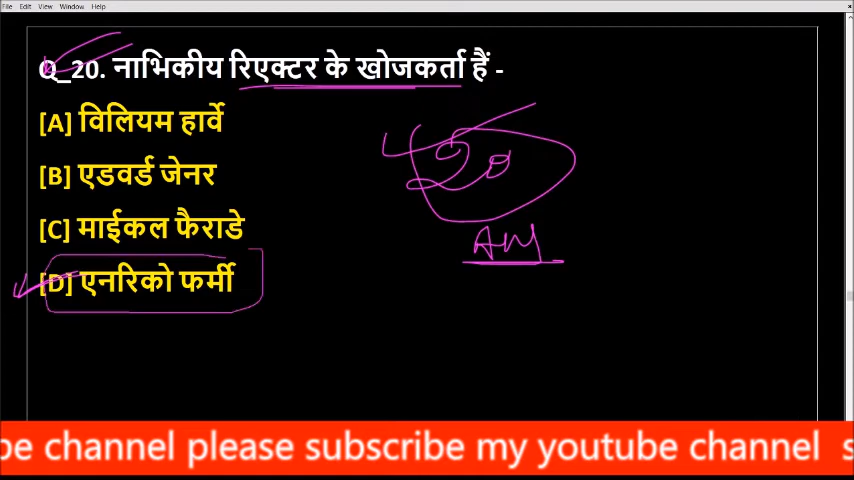 File Edit View Window Help
Q_20. नाभिकीय रिएक्टर के खोजकर्ता हैं -
[A] विलियम हार्वे
[B] एडवर्ड जेनर
20
[C] माईकल फैराडे
Ans
[D] एनरिको फर्मी
be channel please subscribe my youtube channel s